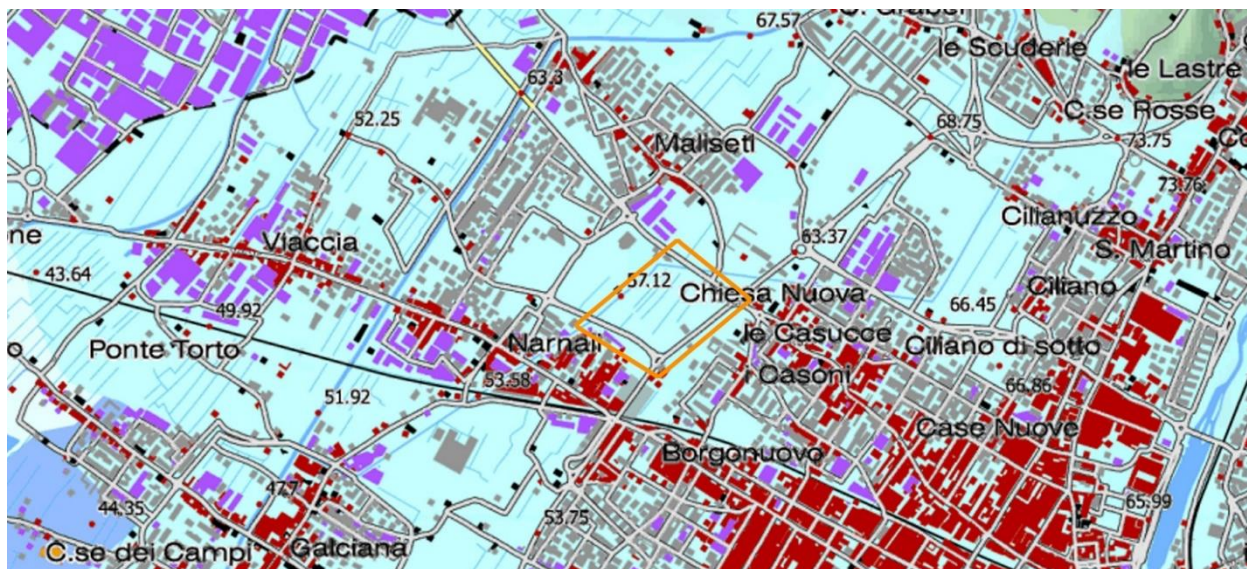 67.57
le Scuderie
le Lastre
63.3
C.se Rosse
52.25
68.75
73.75
Maliseti
73.76
Cilianuzzo
ne
Viaccia
63.37
S. Martino
43.64
57.12
Chiesa Nuova
Ciliano
49.92
66.45
le Casucce
Ponte Torto
Narnali
Ciliano di sotto
53.58
i Casoni
66.86
51.92
Case Nuove
Borgonuovo
44.35
53.75
65.99
C.se dei Campi
Galciana